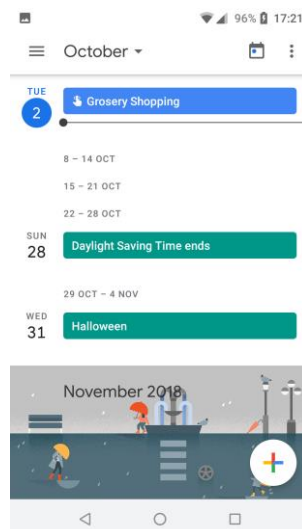 96% 17:21
October
TUE
2
Grosery Shopping
8 – 14 OCT
15 – 21 OCT
22 – 28 OCT
SUN
28
Daylight Saving Time ends
29 OCT – 4 NOV
WED
31
Halloween
November 2018